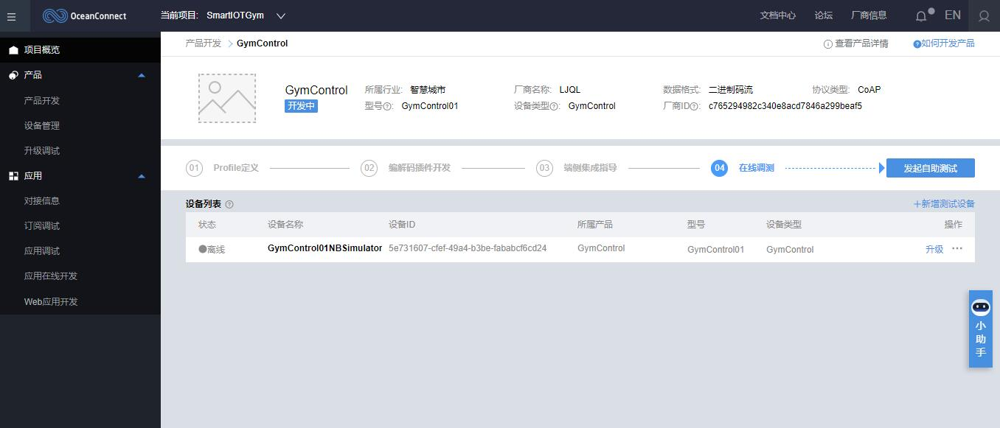 OceanConnect 当前项目: SmartIOTGym 文档中心 论坛 厂商信息 EN
项目概览
产品
产品开发
设备管理
升级调试
应用
对接信息
订阅调试
应用调试
应用在线开发
Web应用开发
产品开发 GymControl 查看产品详情 如何开发产品
GymControl 所属行业: 智慧城市 厂商名称: LJQL 数据格式: 二进制码流 协议类型: CoAP
开发中 型号: GymControl01 设备类型: GymControl 厂商ID: c765294982c340e8acd7846a299beaf5
01 Profile定义 02 编解码插件开发 03 端侧集成指导 04 在线调测 发起自助测试
设备列表 +新增测试设备
状态 设备名称 设备ID 所属产品 型号 设备类型 操作
离线 GymControl01NBSimulator 5e731607-cfef-49a4-b3be-fababcf6cd24 GymControl GymControl01 GymControl 升级 ···
小
助
手